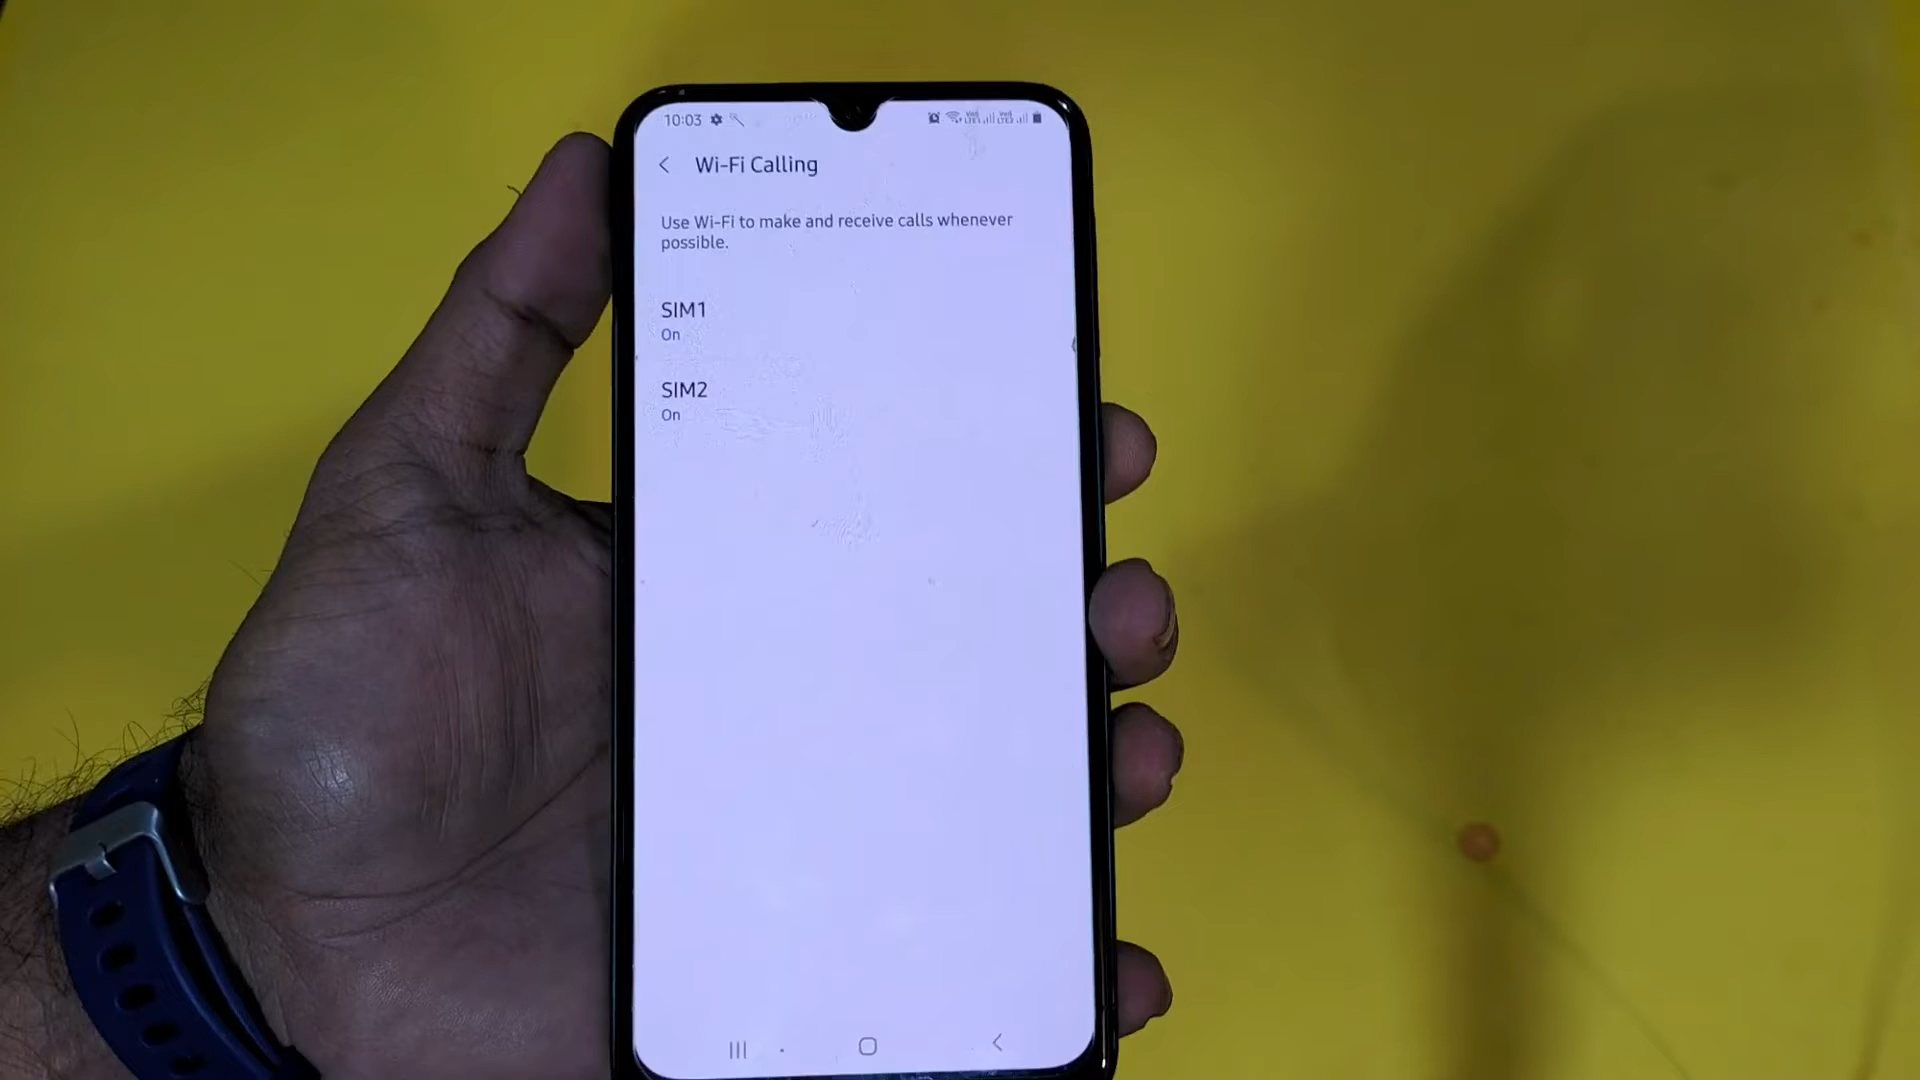 10:03
Wi-Fi Calling
Use Wi-Fi to make and receive calls whenever
possible.
SIM1
On
SIM2
On